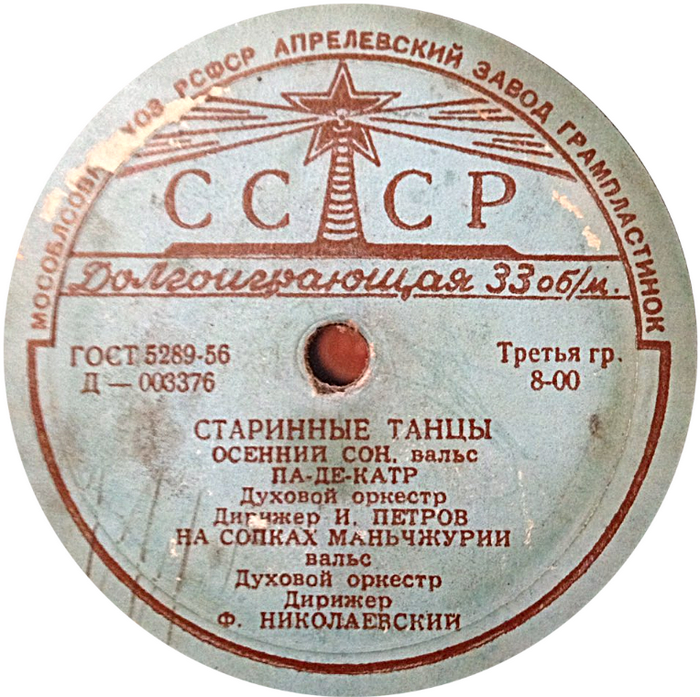 РСФСР АПРЕЛЕВСКИЙ ЗАВОД ГРАМПЛАСТИНОК
СССР
Долгоиграющая 33 об/м.
ГОСТ 5289-56
Д — 003376
Третья гр.
8-00
СТАРИННЫЕ ТАНЦЫ
ОСЕННИЙ СОН, вальс
ПА-ДЕ-КАТР
Духовой оркестр
Дирижер И. ПЕТРОВ
НА СОПКАХ МАНЬЧЖУРИИ
вальс
Духовой оркестр
Дирижер
Ф. НИКОЛАЕВСКИЙ